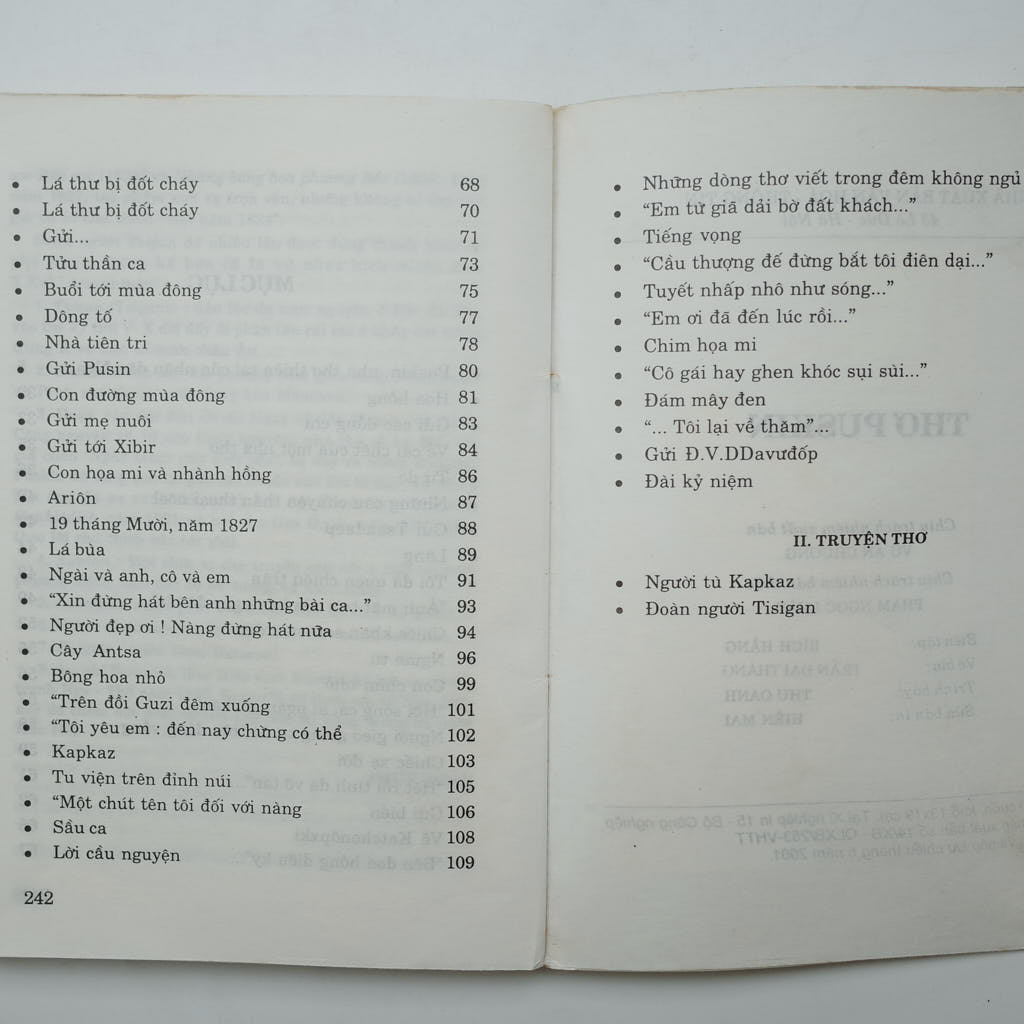 • Lá thư bị đốt cháy 68
• Lá thư bị đốt cháy 70
• Gửi... 71
• Tửu thần ca 73
• Buổi tới mùa đông 75
• Dông tố 77
• Nhà tiên tri 78
• Gửi Pusin 80
• Con đường mùa đông 81
• Gửi mẹ nuôi 83
• Gửi tới Xibir 84
• Con họa mi và nhành hồng 86
• Ariôn 87
• 19 tháng Mười, năm 1827 88
• Lá bùa 89
• Ngài và anh, cô và em 91
• “Xin đừng hát bên anh những bài ca...” 93
• Người đẹp ơi ! Nàng đừng hát nữa 94
• Cây Antsa 96
• Bông hoa nhỏ 99
• “Trên đồi Guzi đêm xuống 101
• “Tôi yêu em : đến nay chừng có thể 102
• Kapkaz 103
• Tu viện trên đỉnh núi 105
• “Một chút tên tôi đối với nàng 106
• Sầu ca 108
• Lời cầu nguyện 109
242
• Những dòng thơ viết trong đêm không ngủ
• “Em từ giã dải bờ đất khách...”
• Tiếng vọng
• “Cầu thượng đế đừng bắt tôi điên dại...”
• Tuyết nhấp nhô như sóng...”
• “Em ơi đã đến lúc rồi...”
• Chim họa mi
• “Cô gái hay ghen khóc sụi sùi...”
• Đám mây đen
• “... Tôi lại về thăm”...
• Gửi Đ.V.DDavưđốp
• Đài kỷ niệm
II. TRUYỆN THƠ
• Người tù Kapkaz
• Đoàn người Tisigan